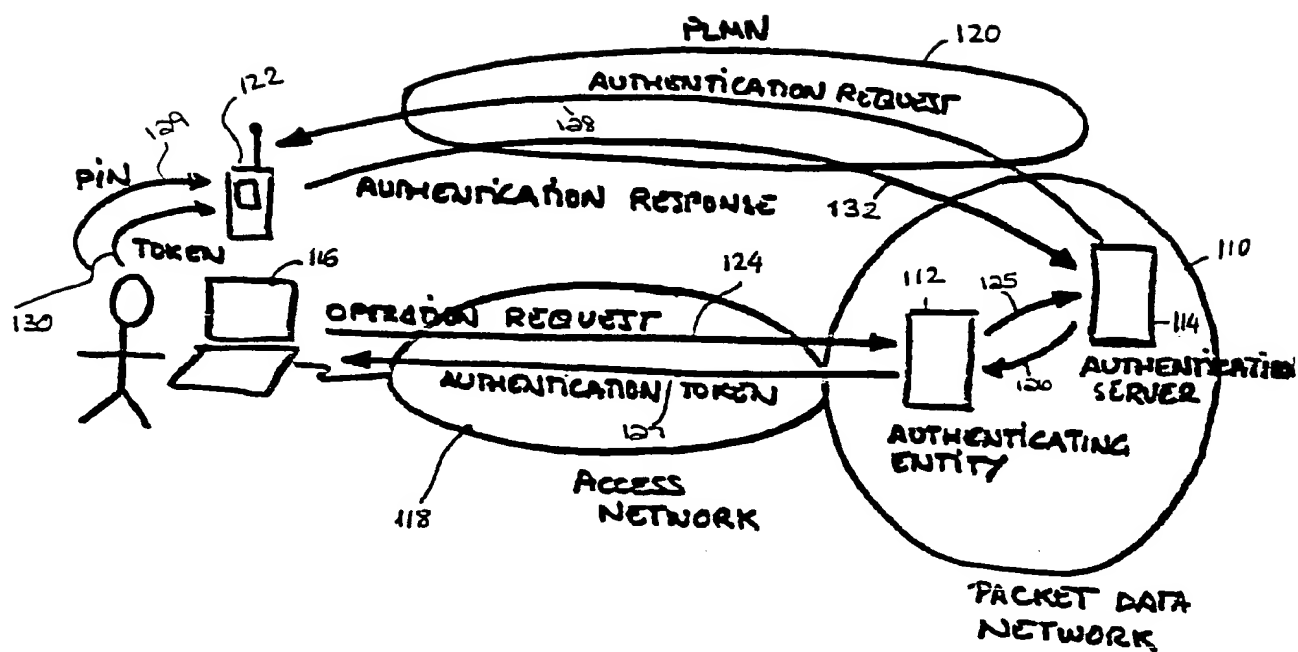 PLMN
120
AUTHENTICATION REQUEST
122
128
129
PIN
AUTHENTICATION RESPONSE
132
TOKEN
116
130
124
112
125
110
114
OPERATION REQUEST
AUTHENTICATION TOKEN
127
126
AUTHENTICATION
SERVER
AUTHENTICATING
ENTITY
118
ACCESS
NETWORK
PACKET DATA
NETWORK